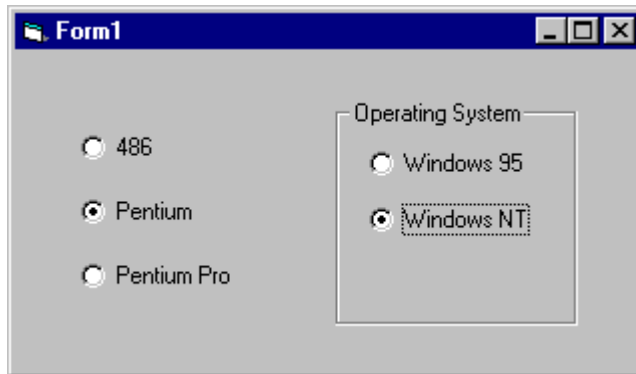 Form1
486
Pentium
Pentium Pro
Operating System
Windows 95
Windows NT